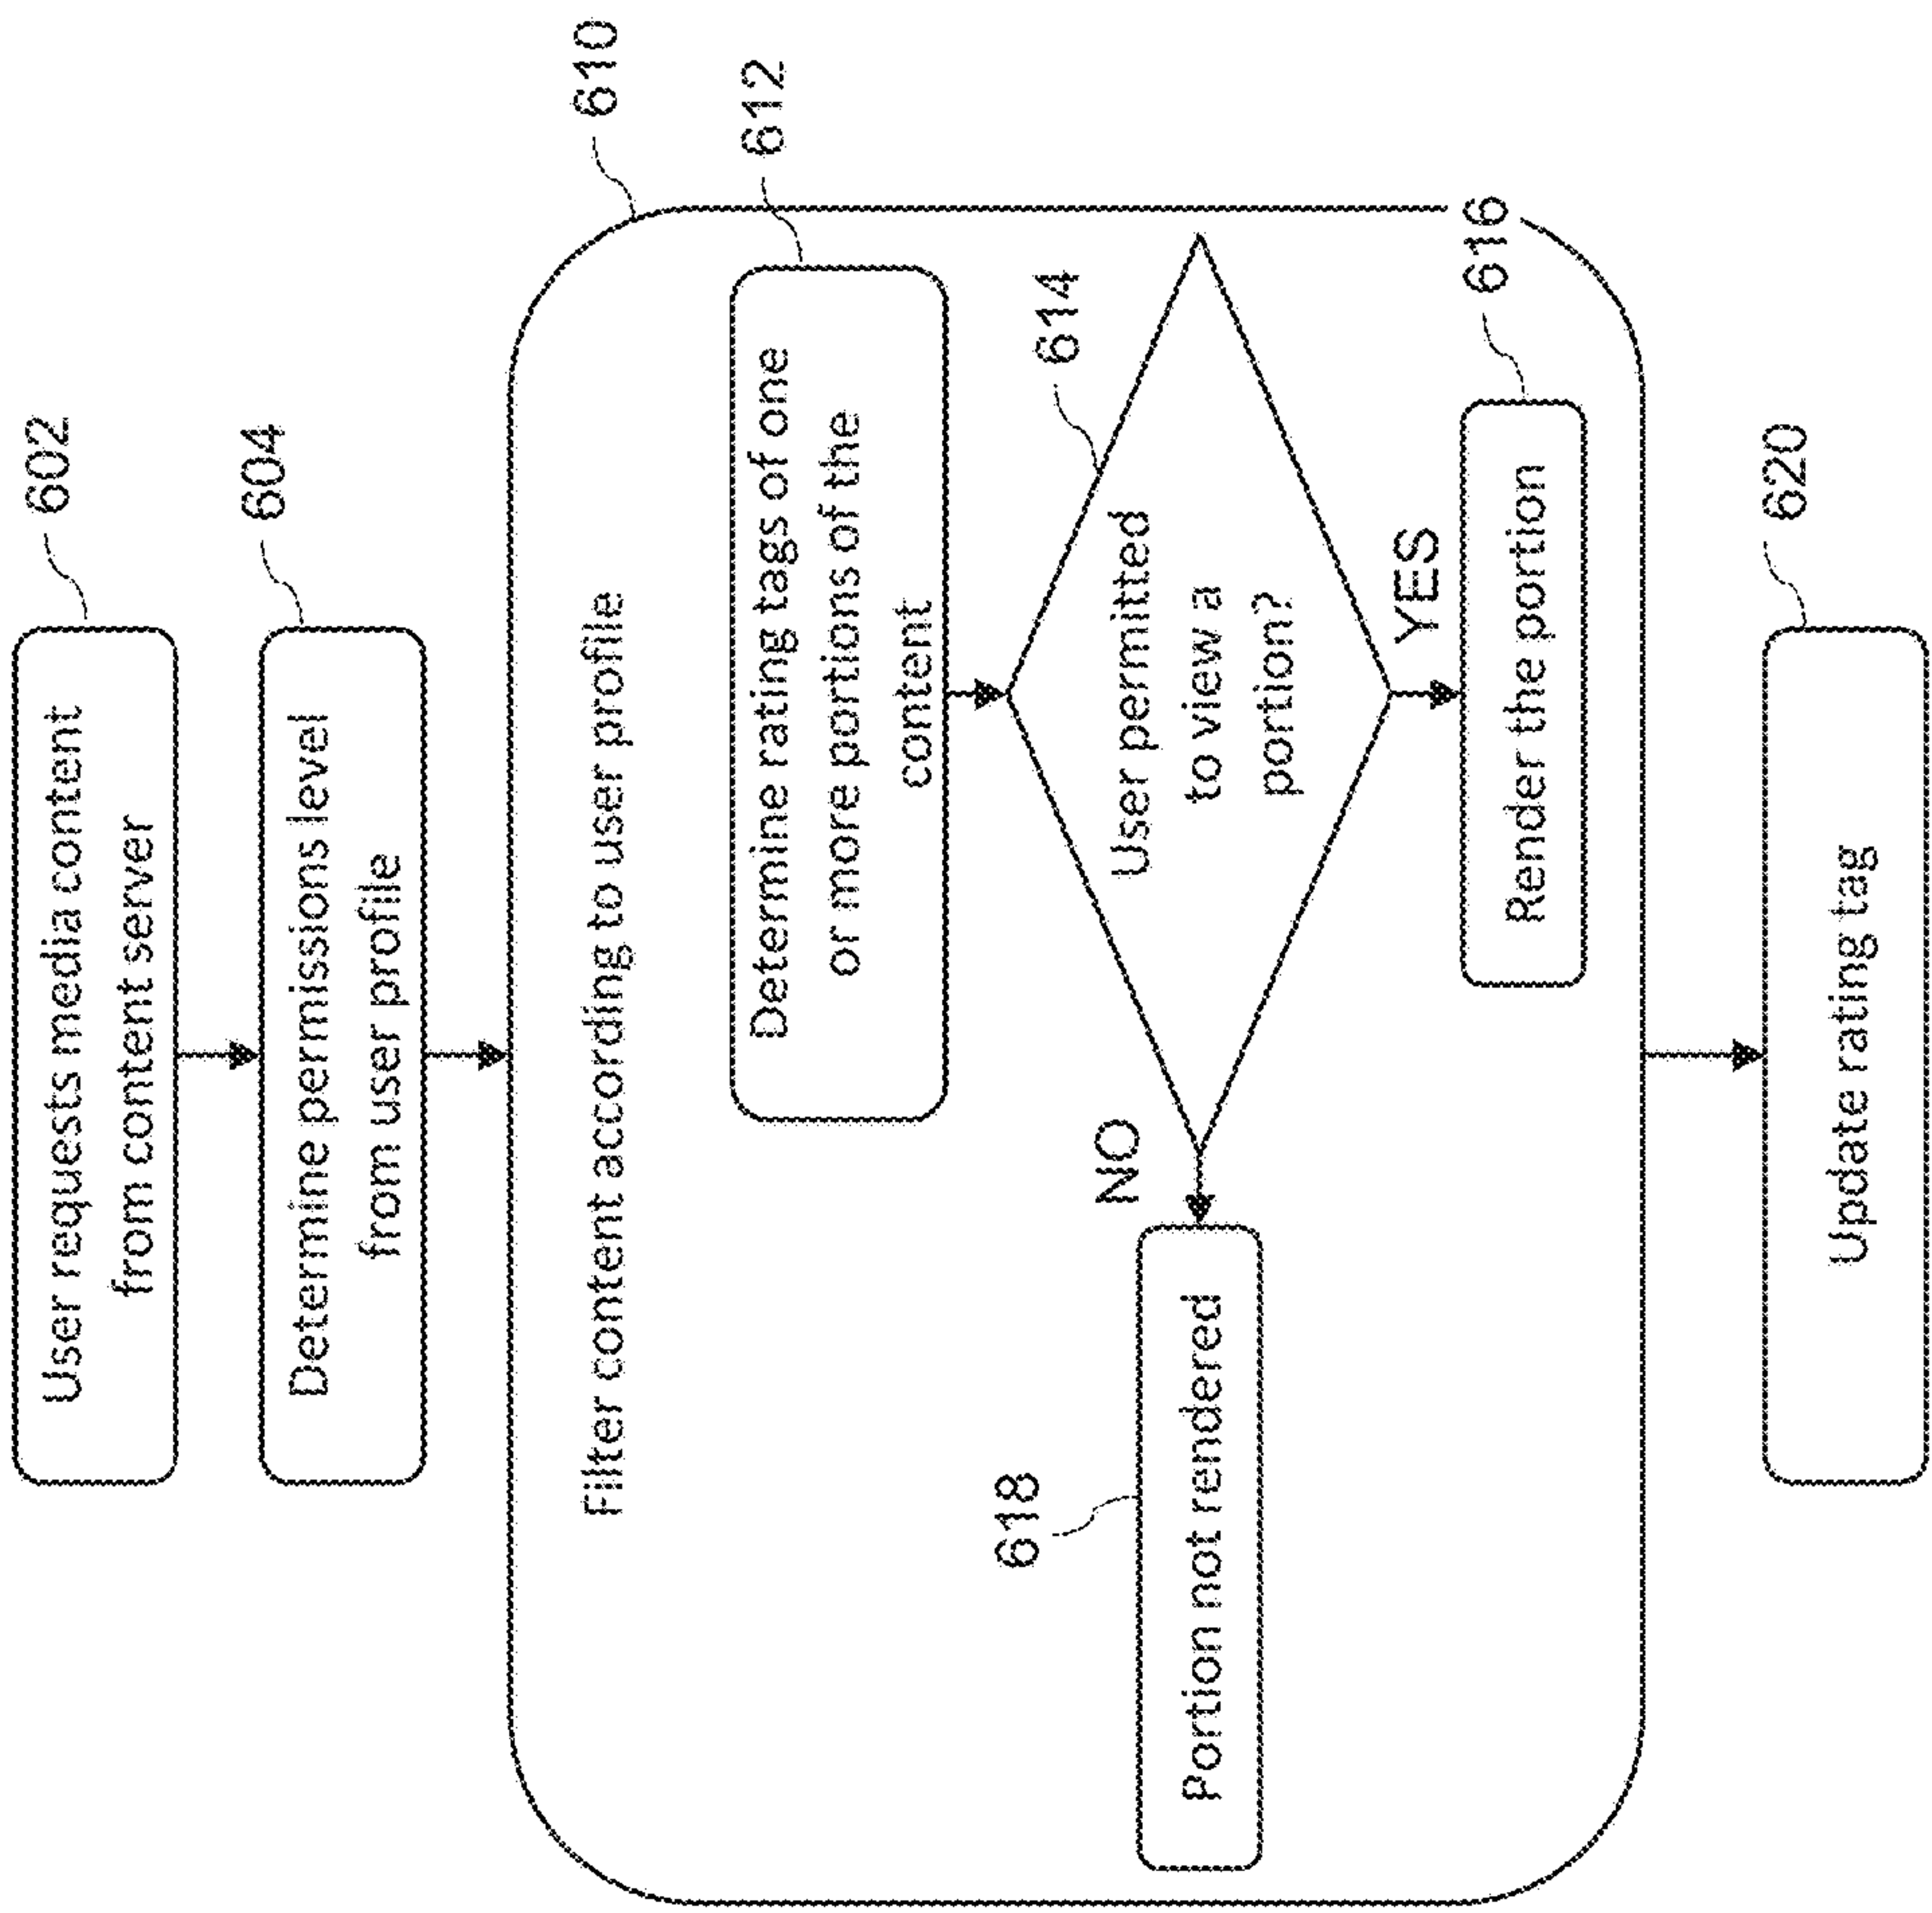 User requests media content
from content server
602
Determine permissions level
from user profile
604
610
Filter content according to user profile
612
Determine rating tags of one
or more portions of the
content
614
User permitted
to view a
portion?
NO
YES
618
Portion not rendered
616
Render the portion
620
Update rating tag